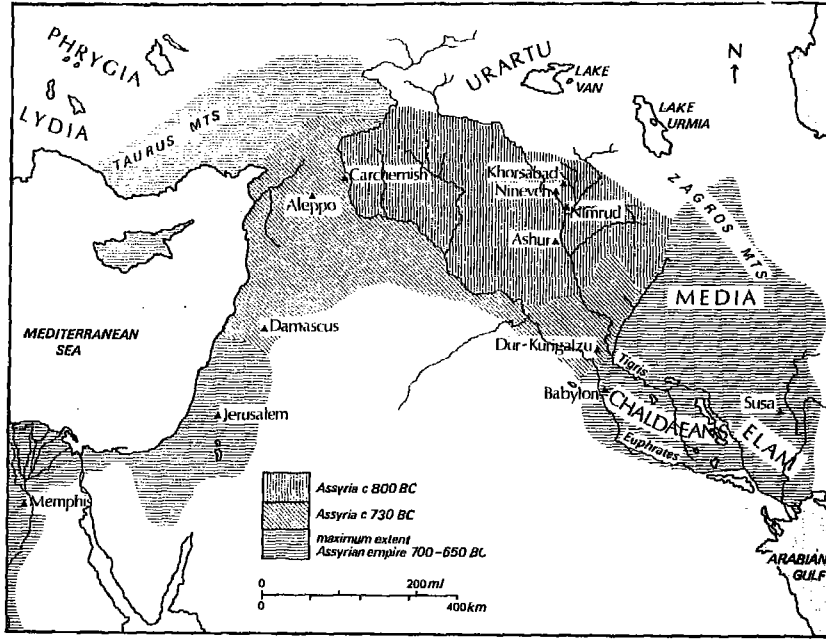 PHRYGIA
LYDIA
TAURUS MTS
URARTU
LAKE
VAN
N
LAKE
URMIA
ZAGROS MTS
Carchemish
Aleppo
Khorsabad
Nineveh
Nimrud
Ashur
MEDIA
MEDITERRANEAN
SEA
Damascus
Dur-Kurigalzu
Tigris
Babylon
CHALDAEANS
Susa
ELAM
Euphrates
Jerusalem
Memphis
Assyria c 800 BC
Assyria c 730 BC
maximum extent
Assyrian empire 700-650 BC
0 200 ml
0 400 km
ARABIAN
GULF